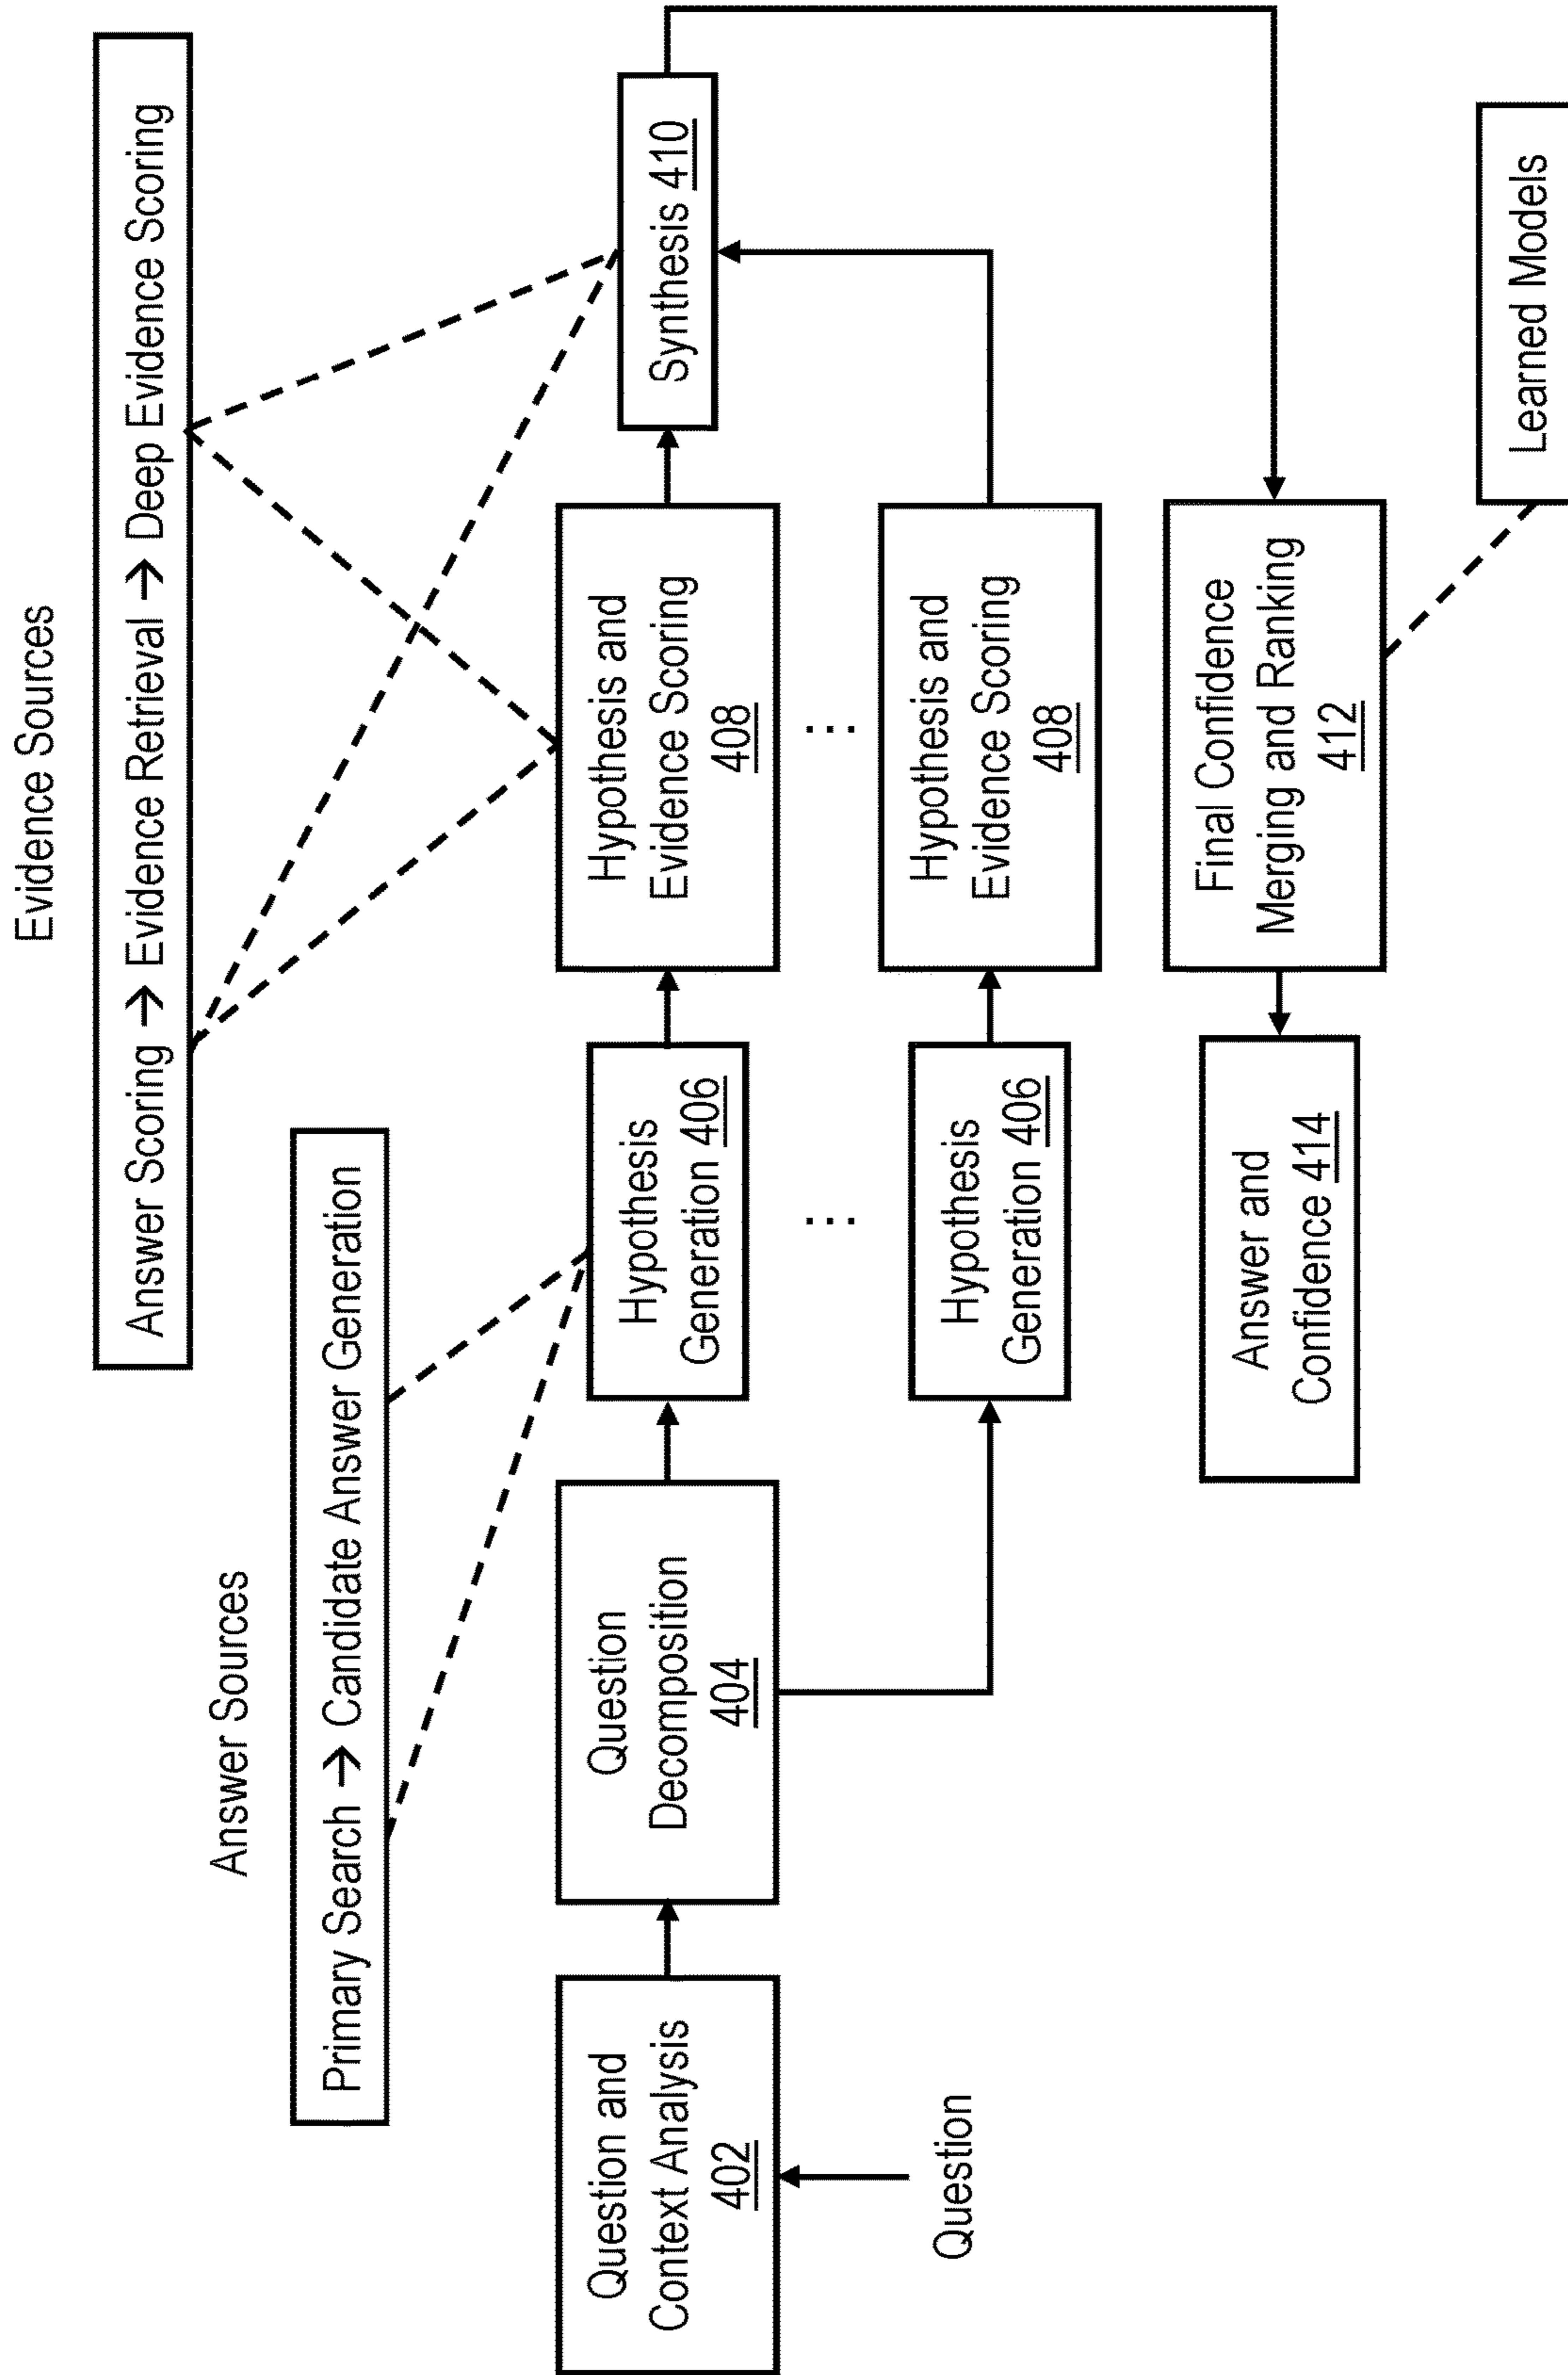 Evidence Sources
Answer Scoring → Evidence Retrieval → Deep Evidence Scoring
Answer Sources
Primary Search → Candidate Answer Generation
Question and
Context Analysis
402
Question
Decomposition
404
Hypothesis
Generation 406
Hypothesis and
Evidence Scoring
408
Synthesis 410
...
...
Question
Hypothesis
Generation 406
Hypothesis and
Evidence Scoring
408
Answer and
Confidence 414
Final Confidence
Merging and Ranking
412
Learned Models